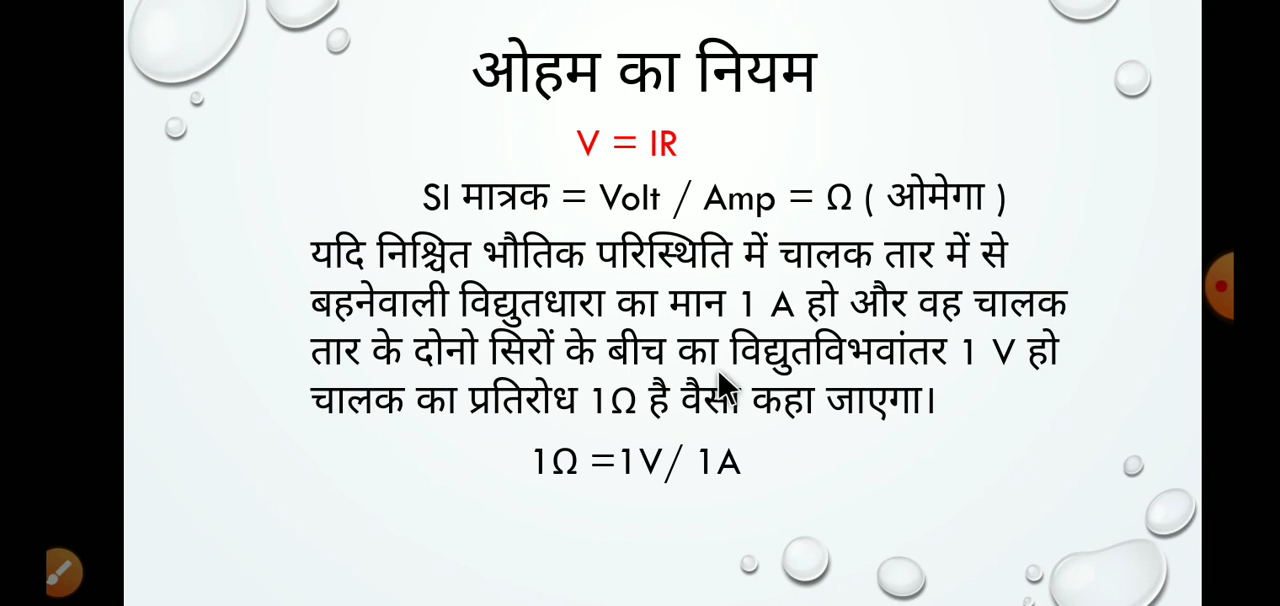 ओहम का नियम
V = IR
SI मात्रक = Volt / Amp = Ω ( ओमेगा )
यदि निश्चित भौतिक परिस्थिति में चालक तार में से
बहनेवाली विद्युतधारा का मान 1 A हो और वह चालक
तार के दोनो सिरों के बीच का विद्युतविभवांतर 1 V हो
चालक का प्रतिरोध 1Ω है वैसा कहा जाएगा।
1Ω =1V/ 1A